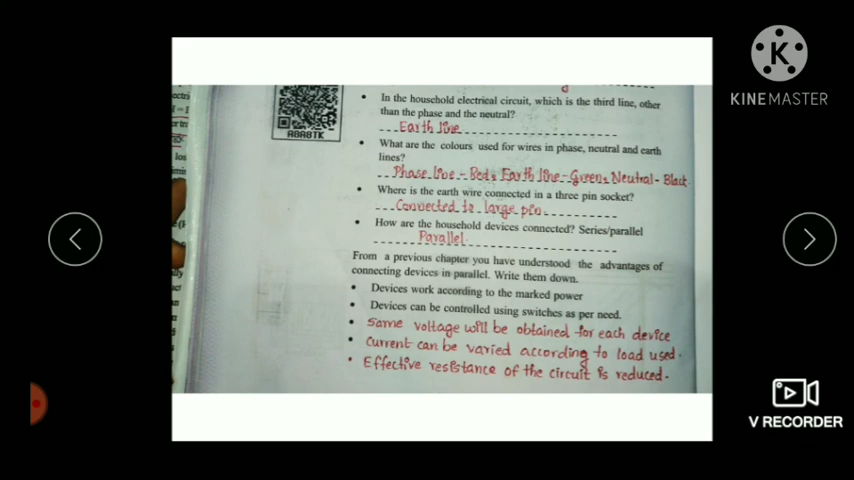 KINEMASTER
A8A8TK
In the household electrical circuit, which is the third line, other
than the phase and the neutral?
Earth line
What are the colours used for wires in phase, neutral and earth
lines?
Phase line - Red, Earth line - Green, Neutral - Black.
Where is the earth wire connected in a three pin socket?
Connected to large pin
How are the household devices connected? Series/parallel
Parallel.
From a previous chapter you have understood the advantages of
connecting devices in parallel. Write them down.
Devices work according to the marked power
Devices can be controlled using switches as per need.
Same voltage will be obtained for each device
Current can be varied according to load used.
Effective resistance of the circuit is reduced.
V RECORDER